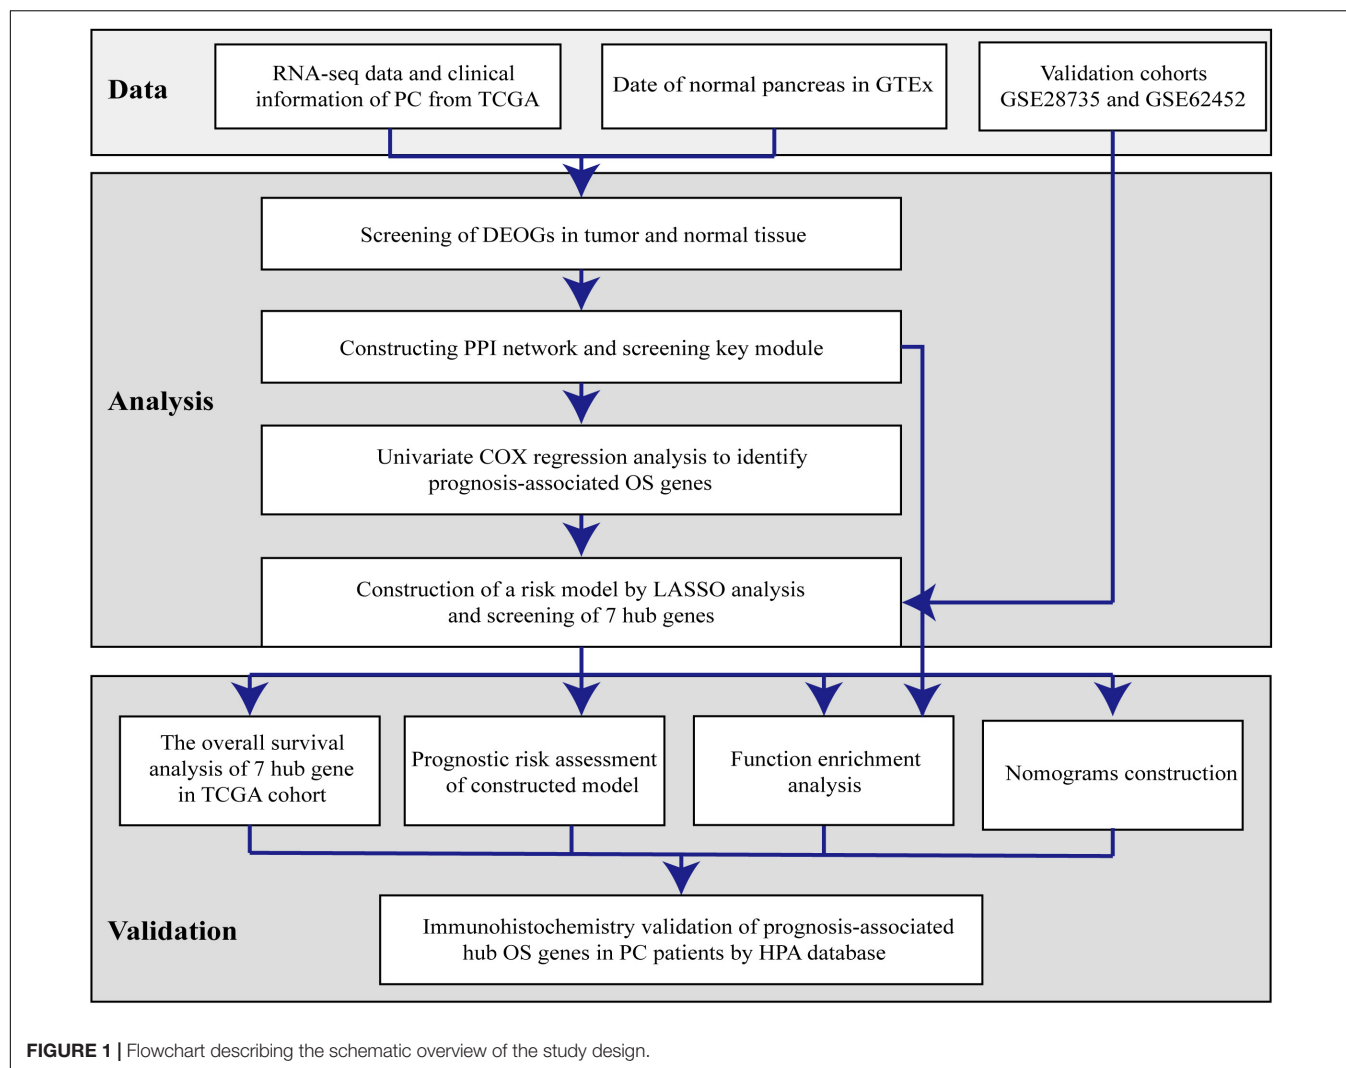 Data
RNA-seq data and clinical
information of PC from TCGA
Date of normal pancreas in GTEx
Validation cohorts
GSE28735 and GSE62452
Analysis
Screening of DEOGs in tumor and normal tissue
Constructing PPI network and screening key module
Univariate COX regression analysis to identify
prognosis-associated OS genes
Construction of a risk model by LASSO analysis
and screening of 7 hub genes
Validation
The overall survival
analysis of 7 hub gene
in TCGA cohort
Prognostic risk assessment
of constructed model
Function enrichment
analysis
Nomograms construction
Immunohistochemistry validation of prognosis-associated
hub OS genes in PC patients by HPA database
FIGURE 1 | Flowchart describing the schematic overview of the study design.